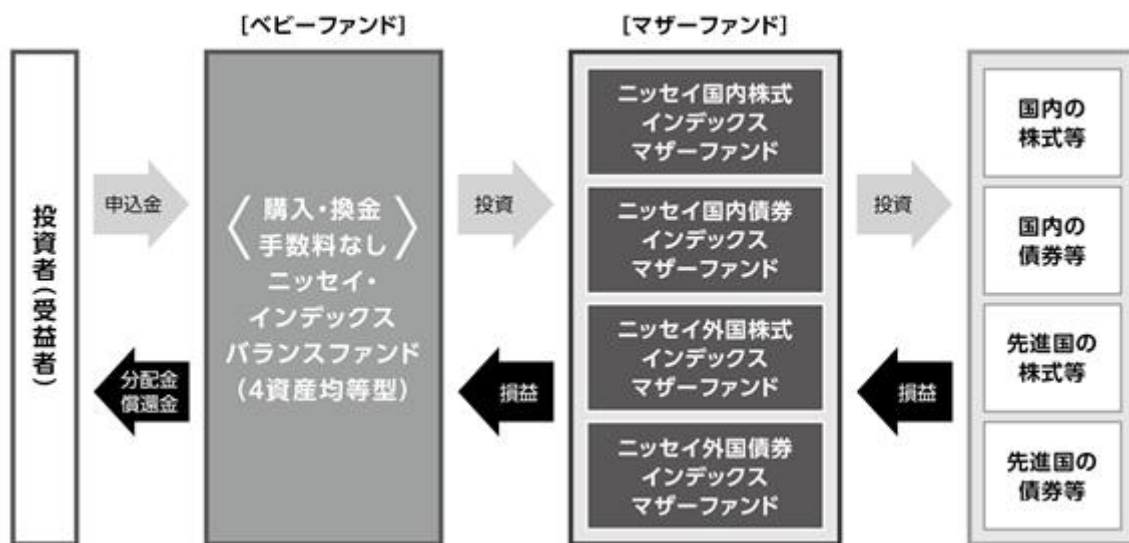 [ベビーファンド]
[マザーファンド]
投資者(受益者)
申込金
分配金
償還金
〈購入・換金
手数料なし〉
ニッセイ・
インデックス
バランスファンド
(4資産均等型)
投資
損益
ニッセイ国内株式
インデックス
マザーファンド
ニッセイ国内債券
インデックス
マザーファンド
ニッセイ外国株式
インデックス
マザーファンド
ニッセイ外国債券
インデックス
マザーファンド
投資
損益
国内の
株式等
国内の
債券等
先進国の
株式等
先進国の
債券等